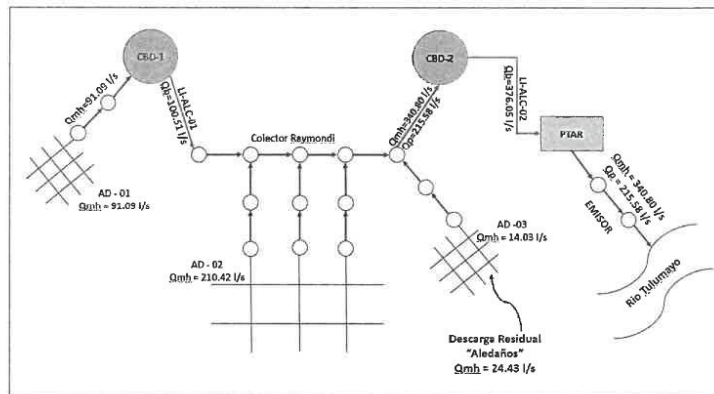 CBD-1
CBD-2
Qmh=91.09 l/s
LI-ALC-01
Qb=100.51 l/s
Colector Raymondi
Qmh=340.80 l/s
Qp=215.58 l/s
LI-ALC-02
Qb=376.05 l/s
PTAR
Qmh = 340.80 l/s
Qp = 215.58 l/s
EMISOR
AD - 01
Qmh = 91.09 l/s
AD - 02
Qmh = 210.42 l/s
AD -03
Qmh = 14.03 l/s
Rio Tulumayo
Descarga Residual
"Aledaños"
Qmh = 24.43 l/s